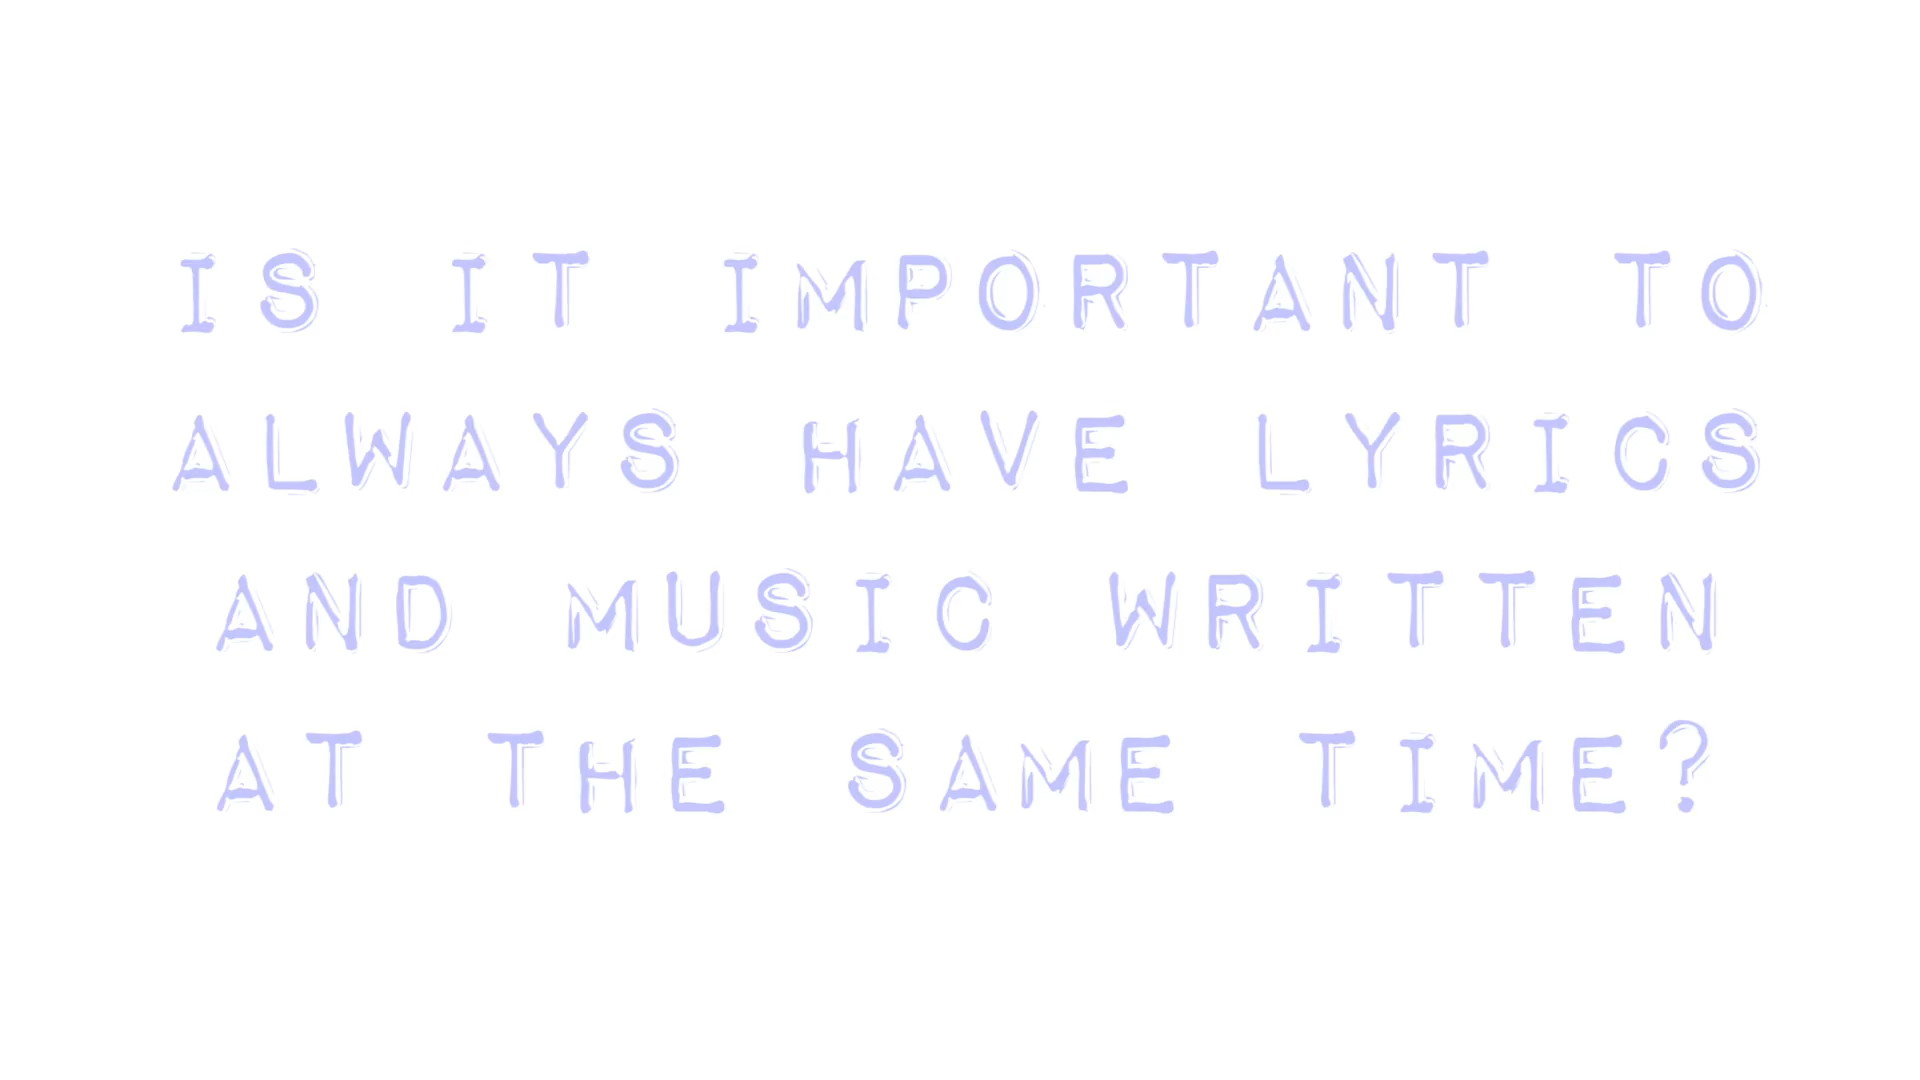 IS IT IMPORTANT TO
ALWAYS HAVE LYRICS
AND MUSIC WRITTEN
AT THE SAME TIME?